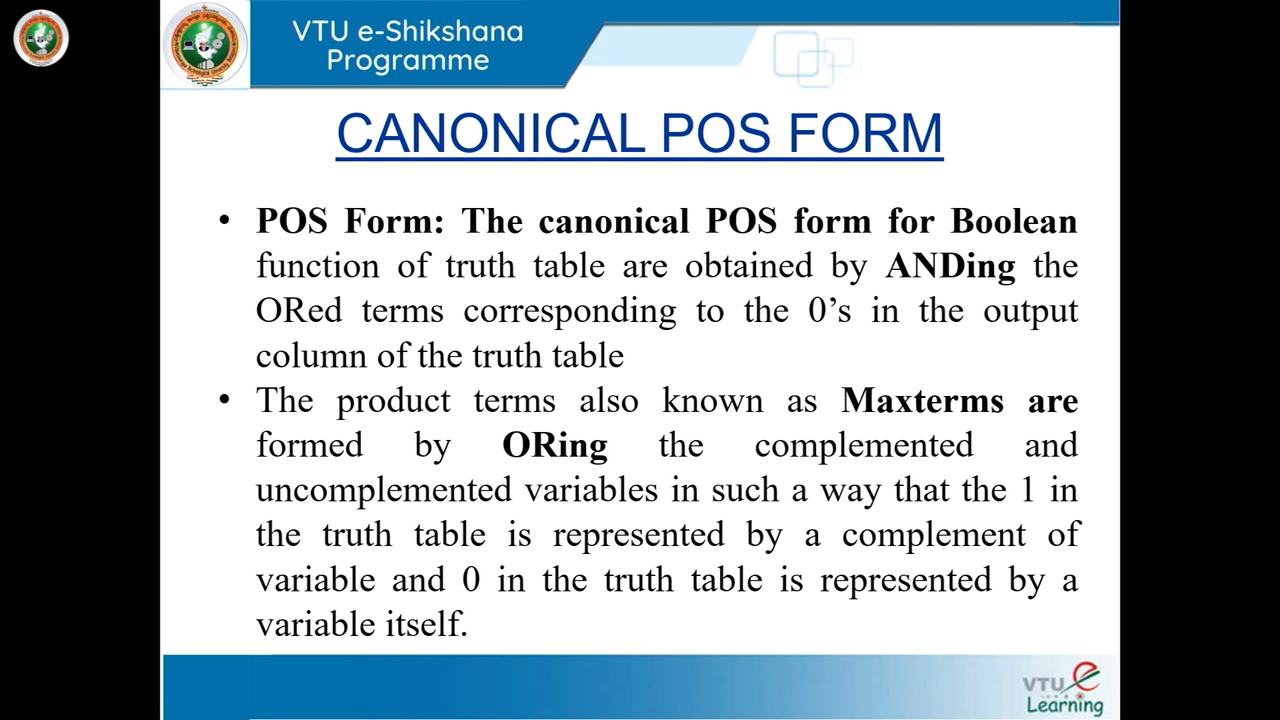 VTU e-Shikshana
Programme
CANONICAL POS FORM
• POS Form: The canonical POS form for Boolean
function of truth table are obtained by ANDing the
ORed terms corresponding to the 0’s in the output
column of the truth table
• The product terms also known as Maxterms are
formed by ORing the complemented and
uncomplemented variables in such a way that the 1 in
the truth table is represented by a complement of
variable and 0 in the truth table is represented by a
variable itself.
VTU e
Learning